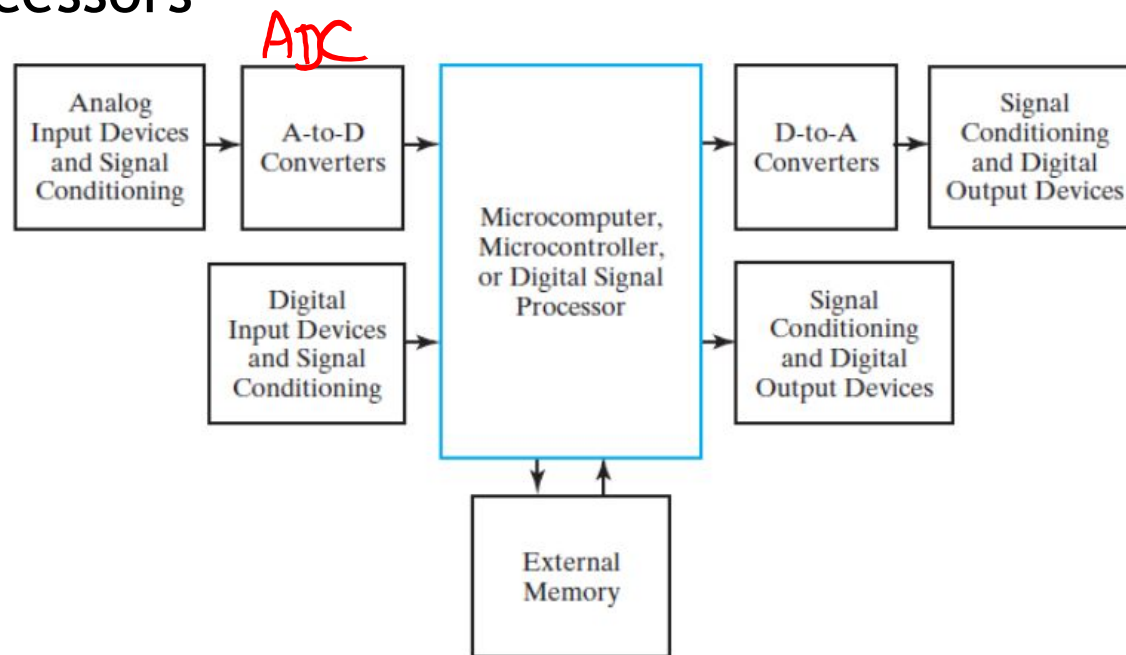 cessors
ADC
Analog
Input Devices
and Signal
Conditioning
A-to-D
Converters
Microcomputer,
Microcontroller,
or Digital Signal
Processor
D-to-A
Converters
Signal
Conditioning
and Digital
Output Devices
Digital
Input Devices
and Signal
Conditioning
Signal
Conditioning
and Digital
Output Devices
External
Memory